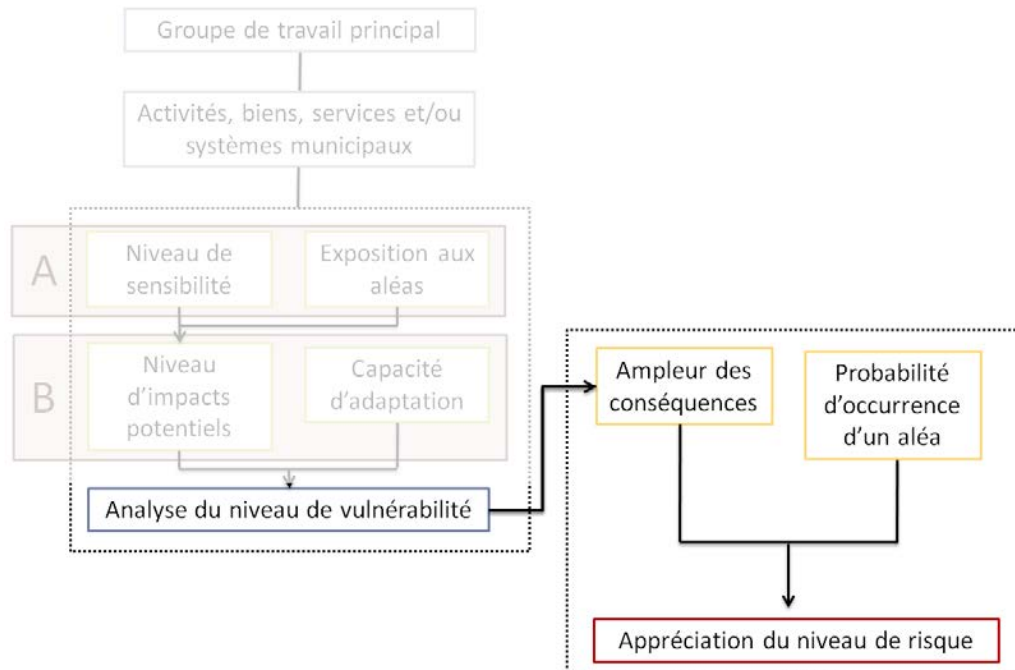 Groupe de travail principal
Activités, biens, services et/ou
systèmes municipaux
A
Niveau de
sensibilité
Exposition aux
aléas
B
Niveau
d'impacts
potentiels
Capacité
d'adaptation
Analyse du niveau de vulnérabilité
Ampleur des
conséquences
Probabilité
d'occurrence
d'un aléa
Appréciation du niveau de risque